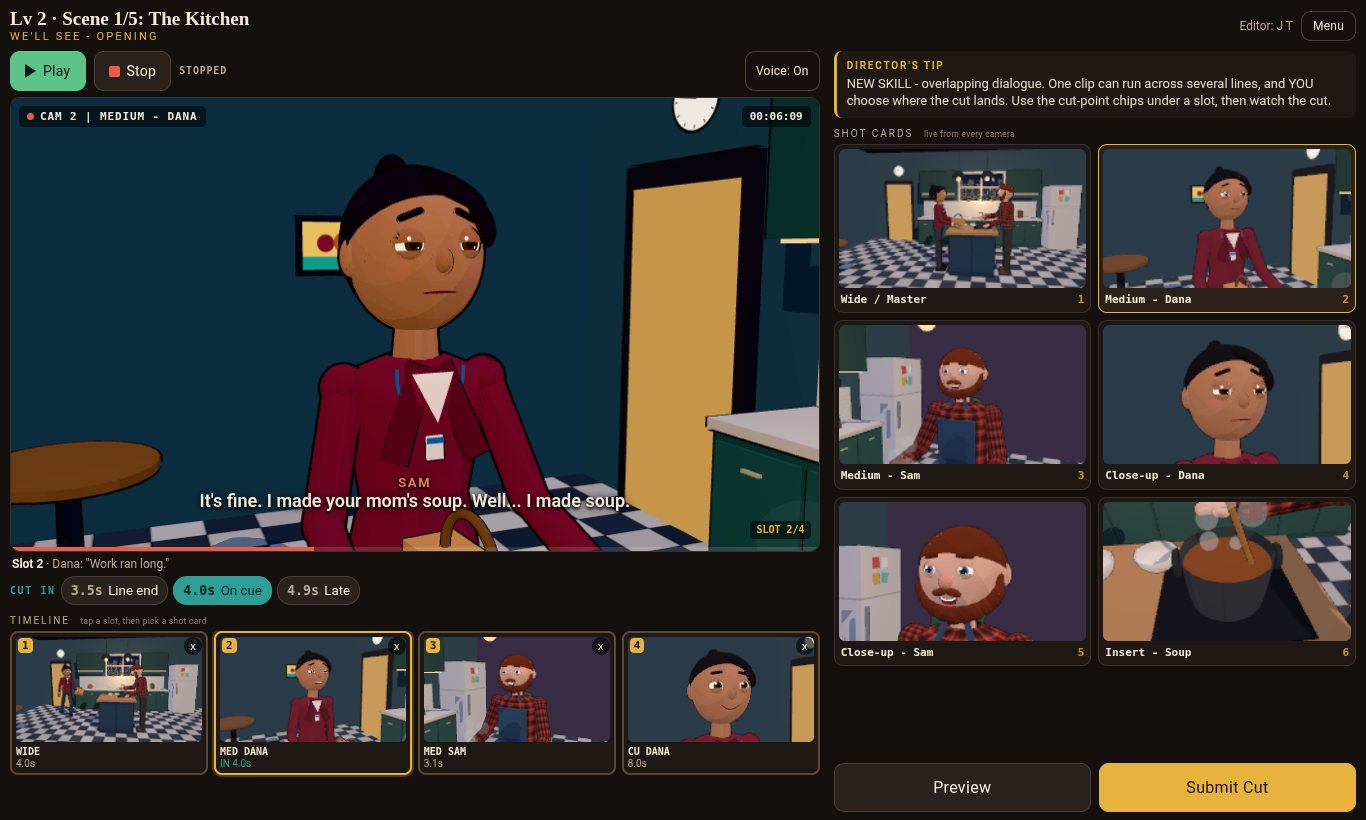 Lv 2 · Scene 1/5: The Kitchen
WE'LL SEE - OPENING
Editor: J T
Menu
Play
Stop
STOPPED
Voice: On
CAM 2 | MEDIUM - DANA
00:06:09
SAM
It's fine. I made your mom's soup. Well... I made soup.
SLOT 2/4
Slot 2 · Dana: "Work ran long."
CUT IN
3.5s Line end
4.0s On cue
4.9s Late
TIMELINE tap a slot, then pick a shot card
1 x
WIDE
4.0s
2 x
MED DANA
IN 4.0s
3 x
MED SAM
3.1s
4 x
CU DANA
8.0s
DIRECTOR'S TIP
NEW SKILL - overlapping dialogue. One clip can run across several lines, and YOU
choose where the cut lands. Use the cut-point chips under a slot, then watch the cut.
SHOT CARDS live from every camera
Wide / Master 1
Medium - Dana 2
Medium - Sam 3
Close-up - Dana 4
Close-up - Sam 5
Insert - Soup 6
Preview
Submit Cut